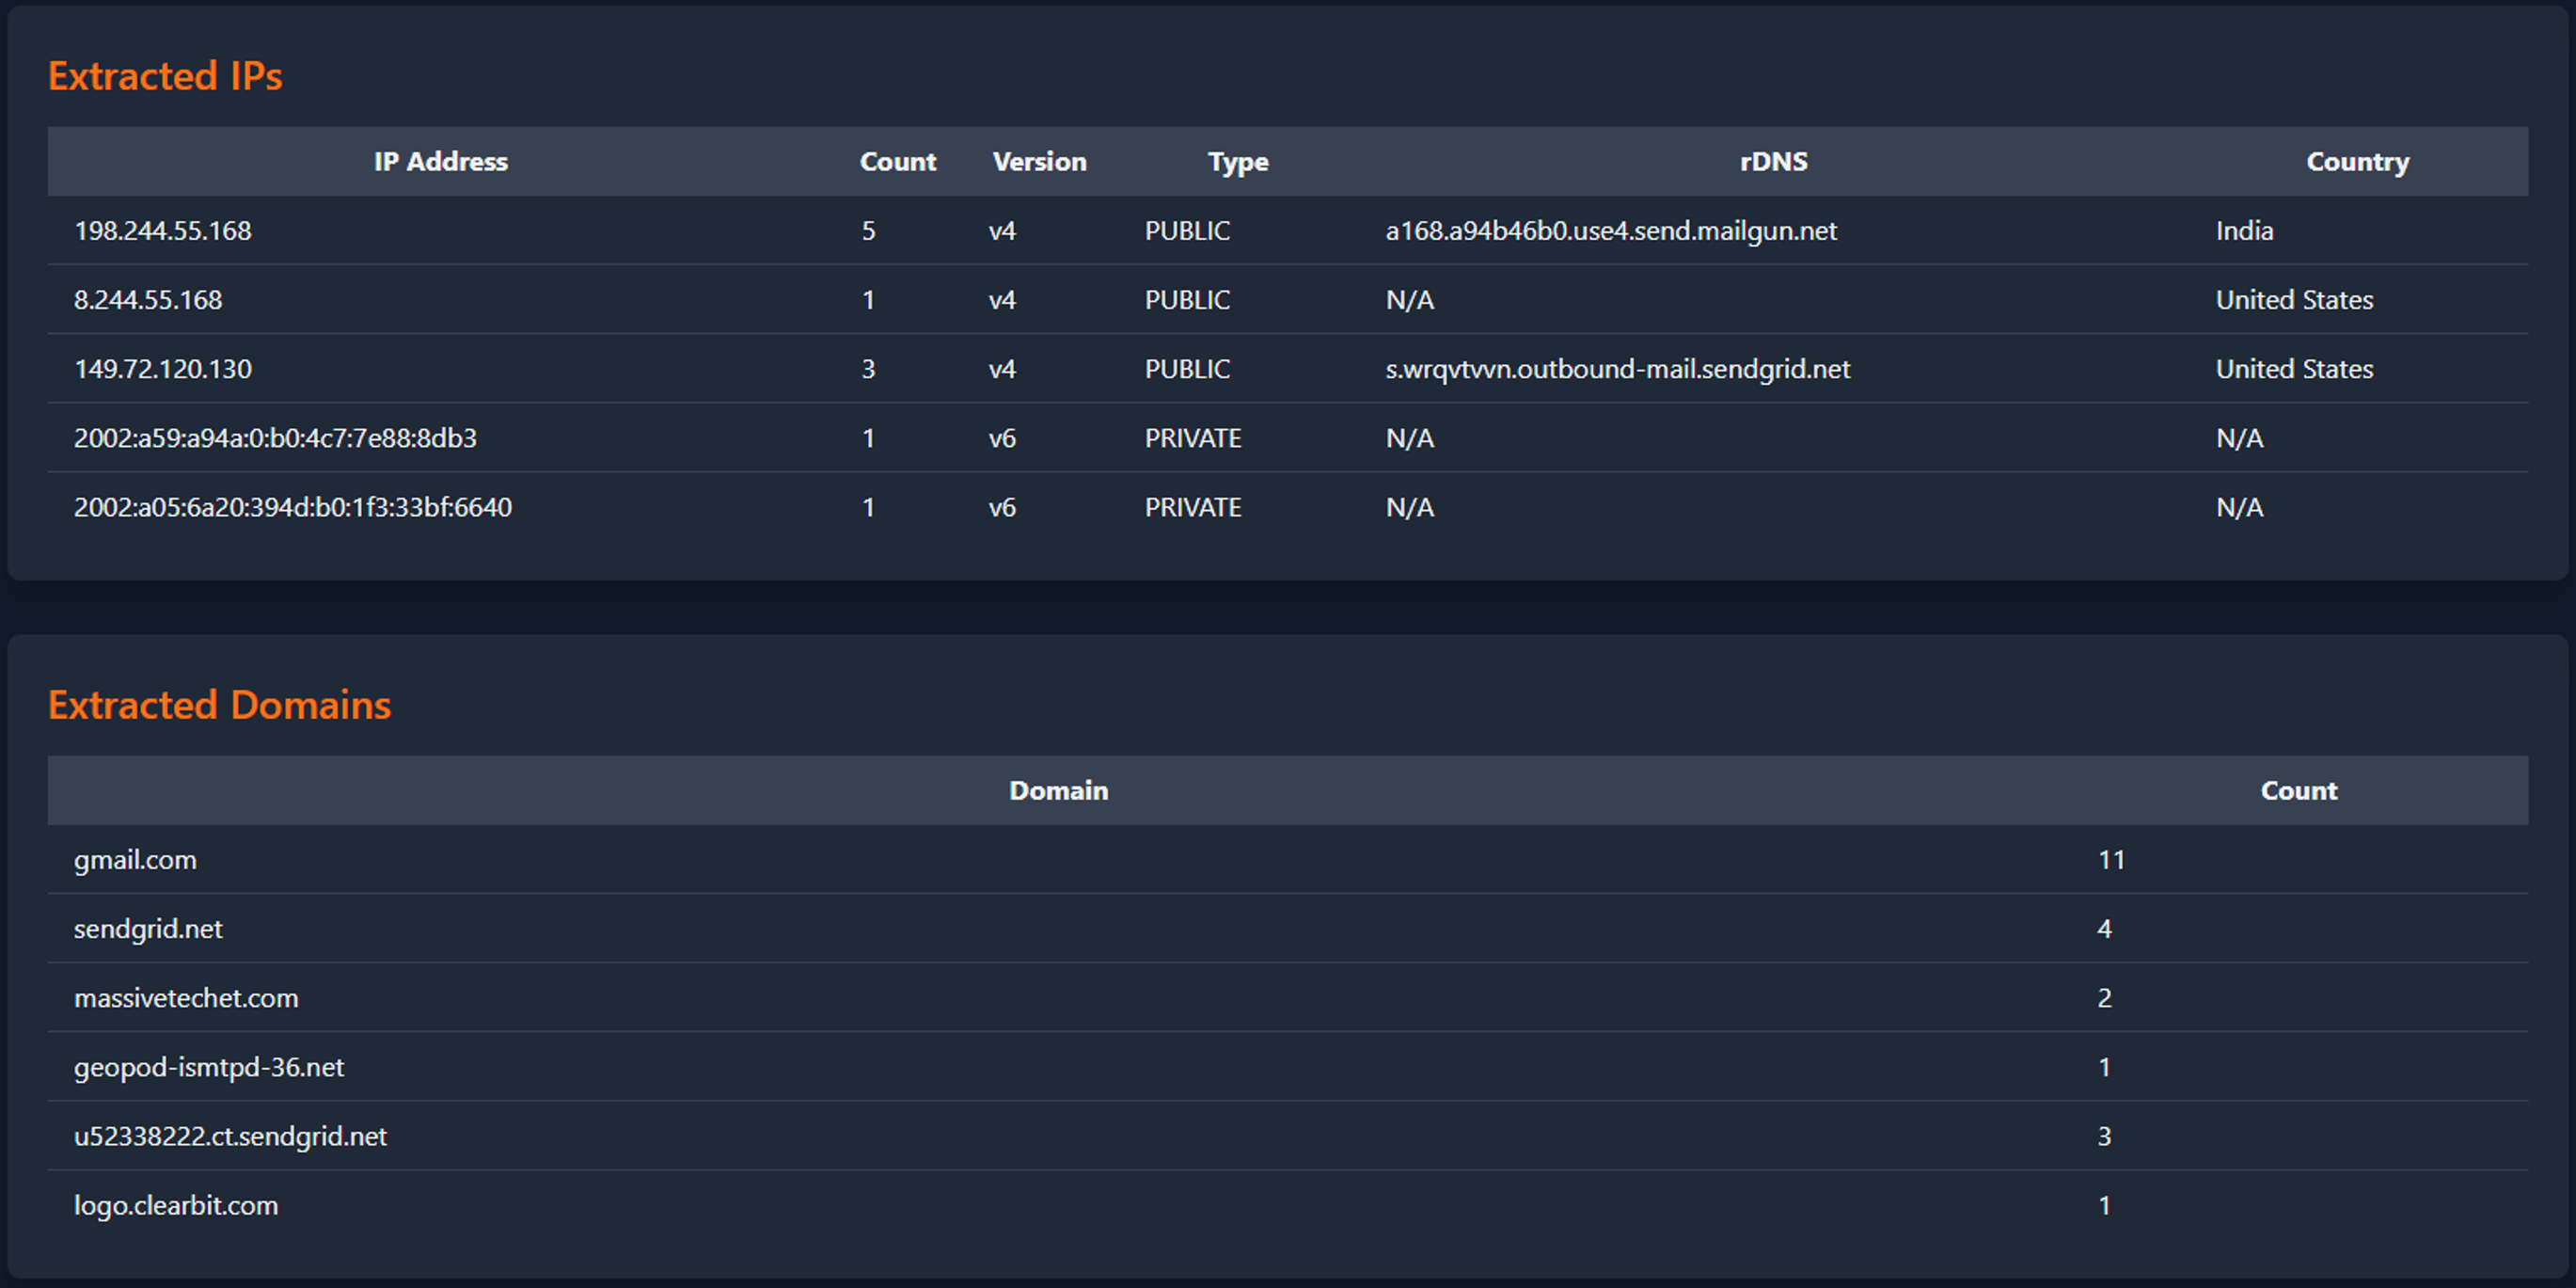 Extracted IPs
IP Address Count Version Type rDNS Country
198.244.55.168 5 v4 PUBLIC a168.a94b46b0.use4.send.mailgun.net India
8.244.55.168 1 v4 PUBLIC N/A United States
149.72.120.130 3 v4 PUBLIC s.wrqvtvvn.outbound-mail.sendgrid.net United States
2002:a59:a94a:0:b0:4c7:7e88:8db3 1 v6 PRIVATE N/A N/A
2002:a05:6a20:394d:b0:1f3:33bf:6640 1 v6 PRIVATE N/A N/A
Extracted Domains
Domain Count
gmail.com 11
sendgrid.net 4
massivetechet.com 2
geopod-ismtpd-36.net 1
u52338222.ct.sendgrid.net 3
logo.clearbit.com 1